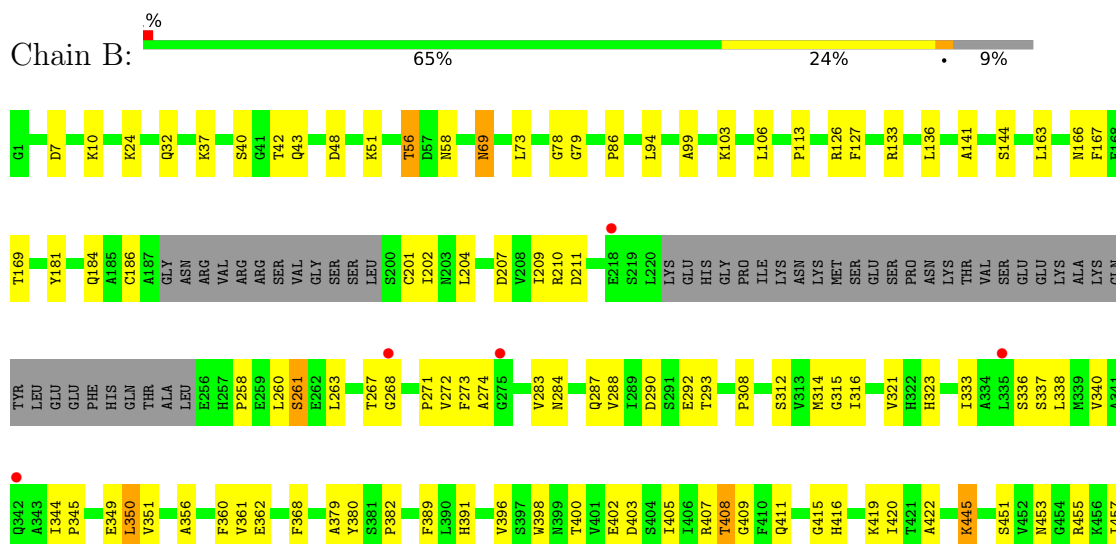 %
Chain B:
65% 24% • 9%
G1 D7 K10 K24 Q32 K37 S40 G41 T42 Q43 D48 K51 T56 D57 N58 N69 L73 G78 G79 P86 L94 A99 K103 L106 P113 R126 F127 R133 L136 A141 S144 L163 N166 F167 E168
T169 Y181 Q184 A185 C186 A187 GLY ASN ARG VAL ARG ARG SER VAL GLY SER SER LEU S200 C201 I202 N203 L204 D207 V208 I209 R210 D211 E218 S219 L220 LYS GLU HIS GLY PRO ILE LYS ASN LYS MET SER GLU SER PRO ASN LYS THR VAL SER GLU GLU LYS ALA LYS GLN
TYR LEU GLU GLU PHE HIS GLN THR ALA LEU E256 H257 P258 E259 L260 S261 E262 L263 T267 G268 P271 V272 F273 A274 G275 V283 N284 Q287 V288 I289 D290 S291 E292 T293 P308 S312 V313 M314 G315 I316 V321 H322 H323 I333 A334 L335 S336 S337 L338 M339 V340 A341
Q342 A343 I344 P345 E349 L350 V351 A356 F360 V361 E362 F368 A379 Y380 S381 P382 F389 L390 H391 V396 S397 W398 N399 T400 V401 E402 D403 S404 I405 I406 R407 T408 G409 F410 Q411 G415 H416 K419 I420 T421 A422 K445 S451 V452 N453 G454 R455 K456